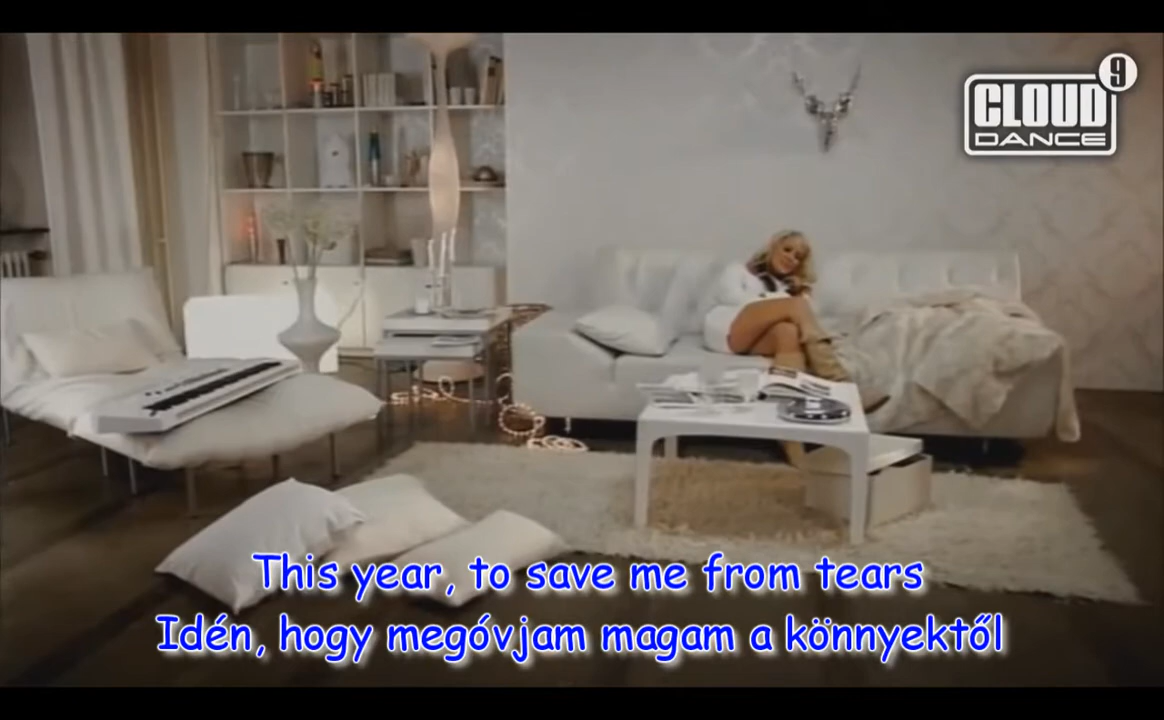 CLOUD 9
DANCE
This year, to save me from tears
Idén, hogy megóvjam magam a könnyektől